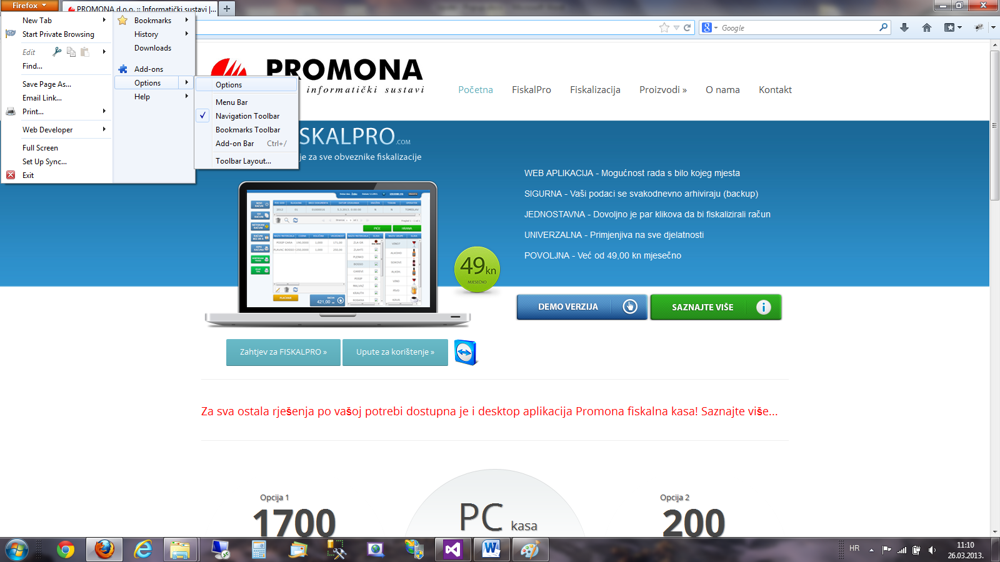 Firefox
PROMONA d.o.o. :: Informatički sustavi |...
New Tab
Start Private Browsing
Edit
Find...
Save Page As...
Email Link...
Print...
Web Developer
Full Screen
Set Up Sync...
Exit
Bookmarks
History
Downloads
Add-ons
Options
Help
Options
Menu Bar
Navigation Toolbar
Bookmarks Toolbar
Add-on Bar Ctrl+/
Toolbar Layout...
Google
PROMONA
informatički sustavi
Početna FiskalPro Fiskalizacija Proizvodi » O nama Kontakt
SKALPRO.COM
je za sve obveznike fiskalizacije
WEB APLIKACIJA - Mogućnost rada s bilo kojeg mjesta
SIGURNA - Vaši podaci se svakodnevno arhiviraju (backup)
JEDNOSTAVNA - Dovoljno je par klikova da bi fiskalizirali račun
UNIVERZALNA - Primjenjiva na sve djelatnosti
POVOLJNA - Već od 49,00 kn mjesečno
PIĆE HRANA
421,00
49kn
MJESEČNO
DEMO VERZIJA
SAZNAJTE VIŠE
Zahtjev za FISKALPRO »
Upute za korištenje »
Za sva ostala rješenja po vašoj potrebi dostupna je i desktop aplikacija Promona fiskalna kasa! Saznajte više...
Opcija 1
1700
PC kasa
Opcija 2
200
HR
11:10
26.03.2013.